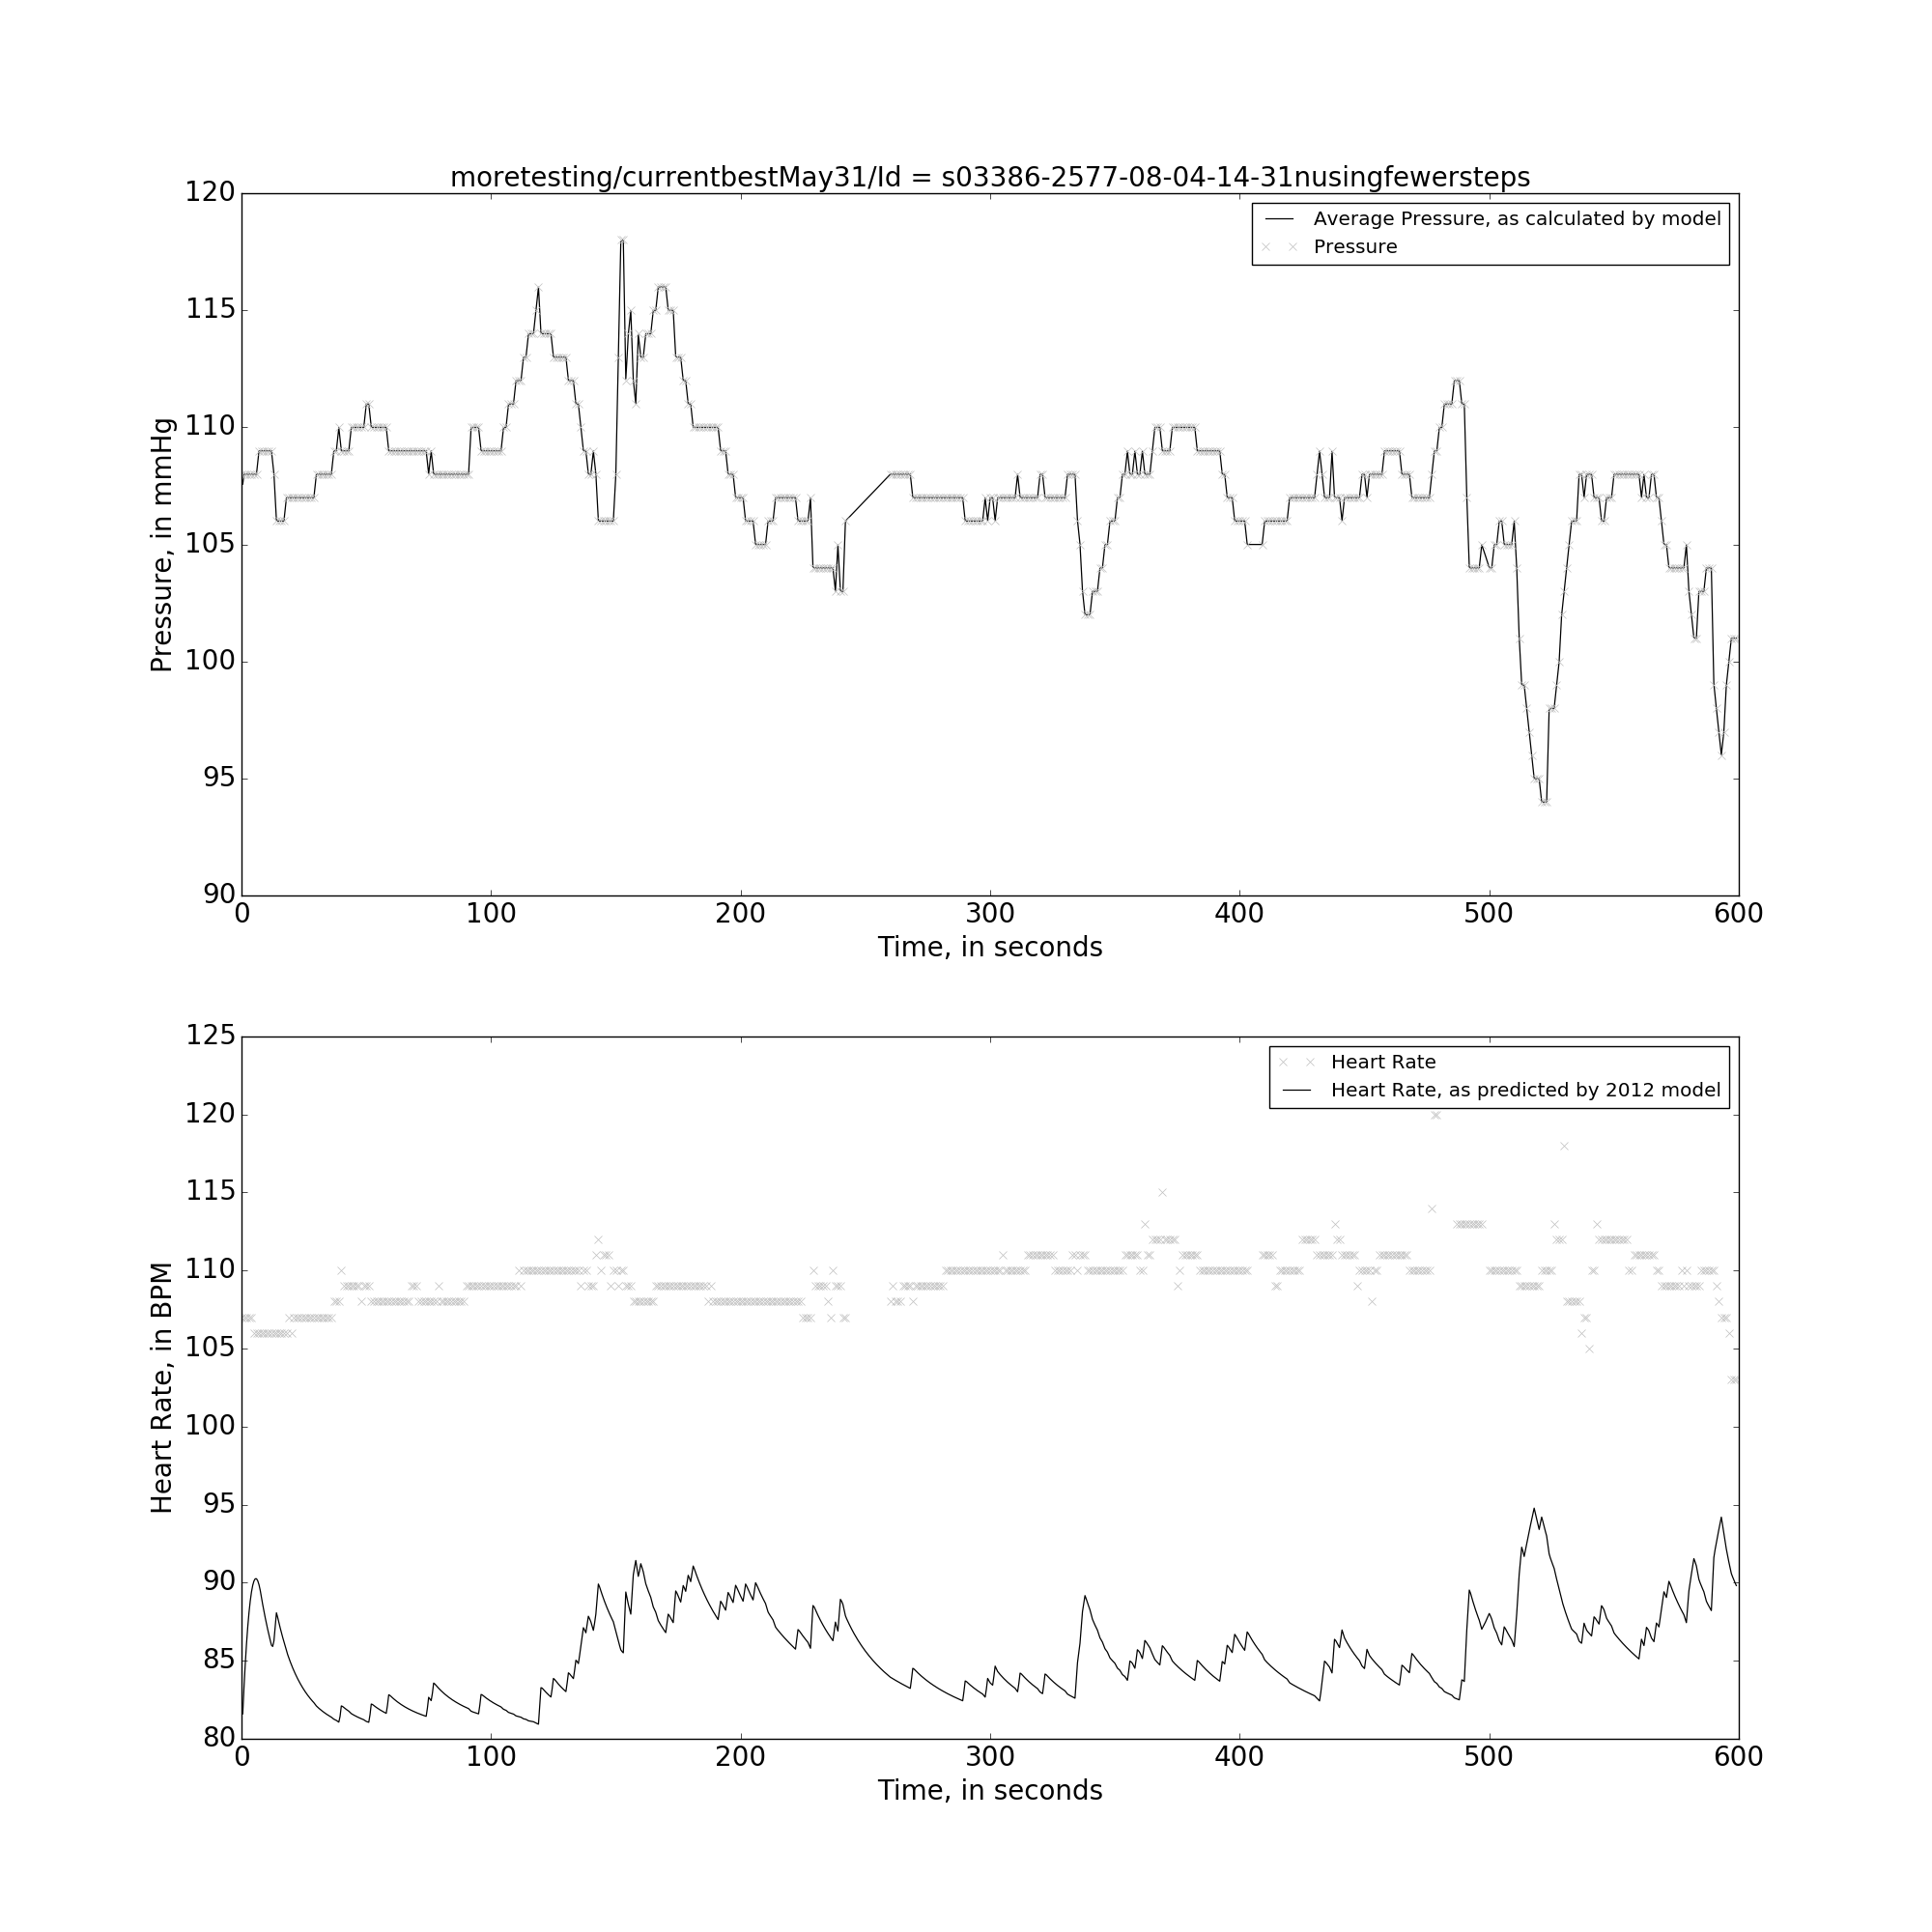 moretesting/currentbestMay31/Id = s03386-2577-08-04-14-31nusingfewersteps
Average Pressure, as calculated by model
Pressure
Pressure, in mmHg
120
115
110
105
100
95
90
0 100 200 300 400 500 600
Time, in seconds
Heart Rate
Heart Rate, as predicted by 2012 model
Heart Rate, in BPM
125
120
115
110
105
100
95
90
85
80
0 100 200 300 400 500 600
Time, in seconds